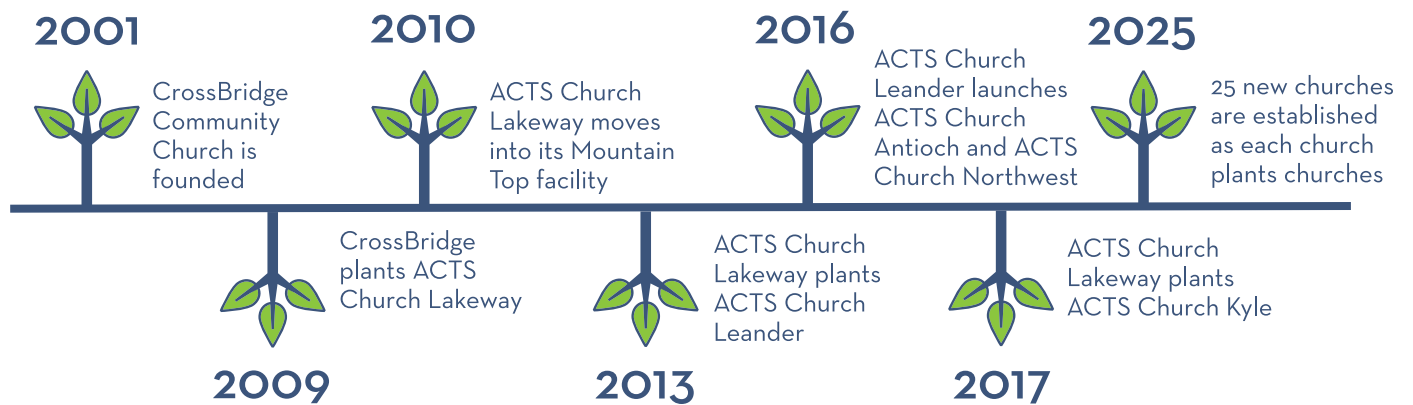 2001
CrossBridge
Community
Church is
founded
2009
CrossBridge
plants ACTS
Church Lakeway
2010
ACTS Church
Lakeway moves
into its Mountain
Top facility
2013
ACTS Church
Lakeway plants
ACTS Church
Leander
2016
ACTS Church
Leander launches
ACTS Church
Antioch and ACTS
Church Northwest
2017
ACTS Church
Lakeway plants
ACTS Church Kyle
2025
25 new churches
are established
as each church
plants churches